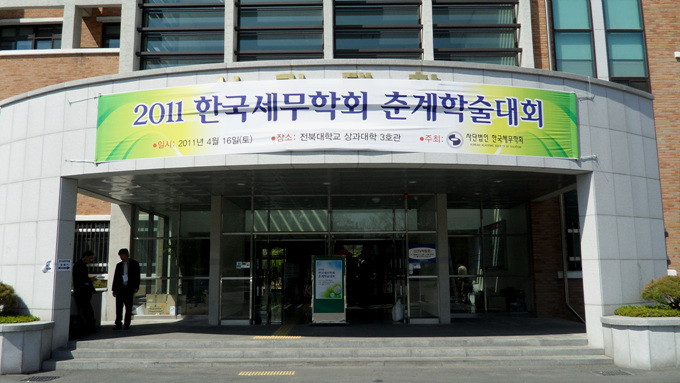 2011 한국세무학회 춘계학술대회
•일시: 2011년 4월 16일(토) •장소: 전북대학교 상과대학 3호관 •주최: 사단법인 한국세무학회